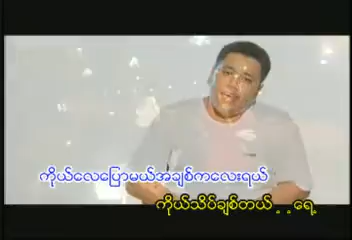 ကိုယ်လေပြောမယ်အချစ်ကလေးရယ်
ကိုယ်သိပ်ချစ်တယ် . . ရေ့